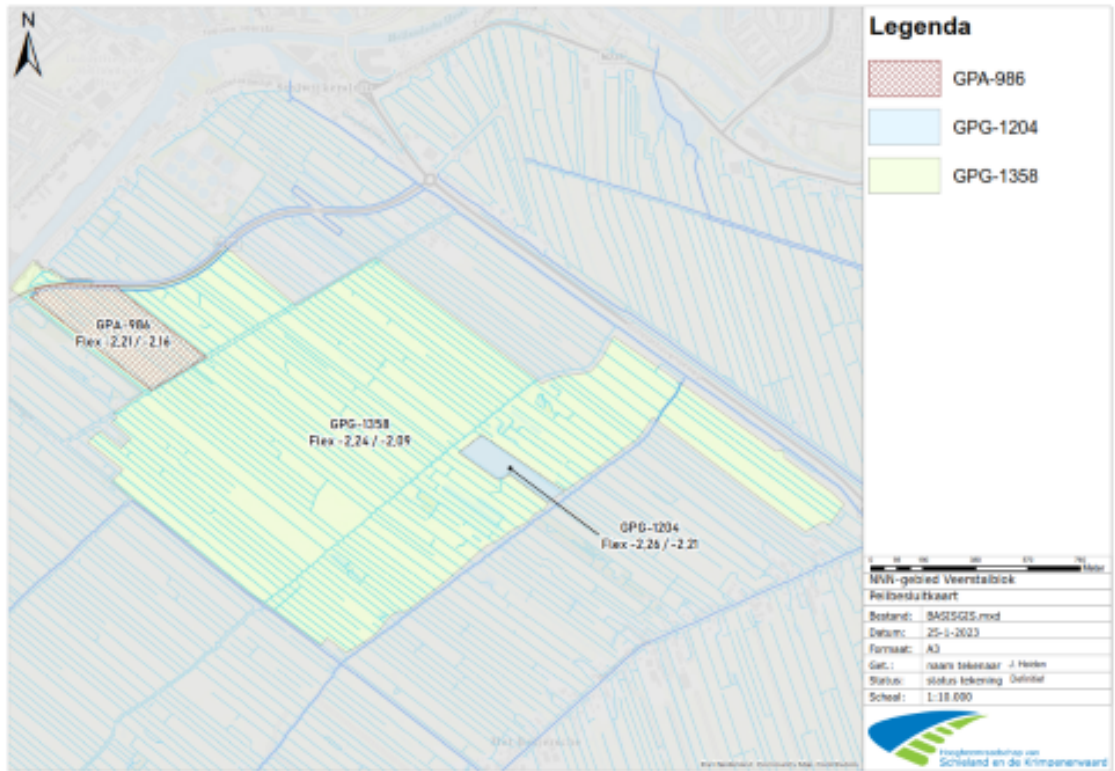 N
GPA-986
Flex -2,21 / -2,16
GPG-1358
Flex -2,24 / -2,09
GPG-1204
Flex -2,26 / -2,21
Legenda
GPA-986
GPG-1204
GPG-1358
Meter
NNN-gebied Veerstalblok
Peilbesluitkaart
Bestand: BASISGIS.mxd
Datum: 25-1-2023
Formaat: A3
Get.: naam tekenaar J. Heiden
Status: status tekening Definitief
Schaal: 1:10.000
Hoogheemraadschap van
Schieland en de Krimpenerwaard